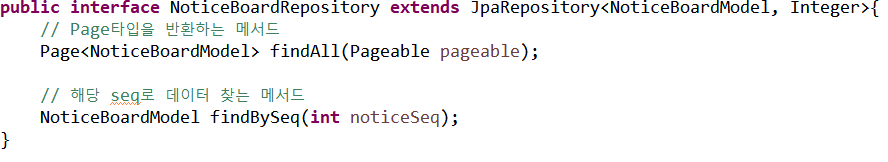 public interface NoticeBoardRepository extends JpaRepository<NoticeBoardModel, Integer>{
// Page타입을 반환하는 메서드
Page<NoticeBoardModel> findAll(Pageable pageable);
// 해당 seq로 데이터 찾는 메서드
NoticeBoardModel findBySeq(int noticeSeq);
}